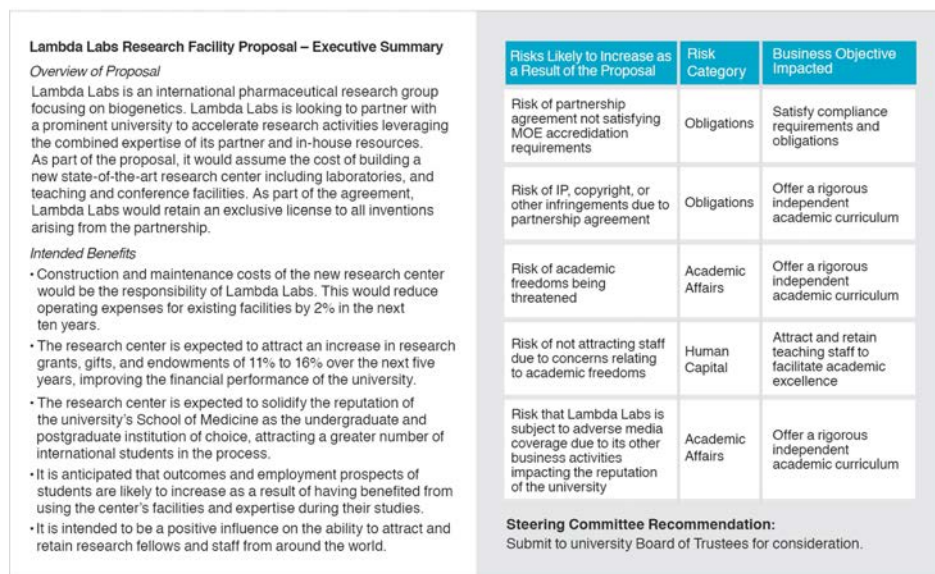 Lambda Labs Research Facility Proposal – Executive Summary
Overview of Proposal
Lambda Labs is an international pharmaceutical research group
focusing on biogenetics. Lambda Labs is looking to partner with
a prominent university to accelerate research activities leveraging
the combined expertise of its partner and in-house resources.
As part of the proposal, it would assume the cost of building a
new state-of-the-art research center including laboratories, and
teaching and conference facilities. As part of the agreement,
Lambda Labs would retain an exclusive license to all inventions
arising from the partnership.
Intended Benefits
• Construction and maintenance costs of the new research center
would be the responsibility of Lambda Labs. This would reduce
operating expenses for existing facilities by 2% in the next
ten years.
• The research center is expected to attract an increase in research
grants, gifts, and endowments of 11% to 16% over the next five
years, improving the financial performance of the university.
• The research center is expected to solidify the reputation of
the university's School of Medicine as the undergraduate and
postgraduate institution of choice, attracting a greater number of
international students in the process.
• It is anticipated that outcomes and employment prospects of
students are likely to increase as a result of having benefited from
using the center's facilities and expertise during their studies.
• It is intended to be a positive influence on the ability to attract and
retain research fellows and staff from around the world.
Risks Likely to Increase as
a Result of the Proposal
Risk
Category
Business Objective
Impacted
Risk of partnership
agreement not satisfying
MOE accredidation
requirements
Obligations
Satisfy compliance
requirements and
obligations
Risk of IP, copyright, or
other infringements due to
partnership agreement
Obligations
Offer a rigorous
independent
academic curriculum
Risk of academic
freedoms being
threatened
Academic
Affairs
Offer a rigorous
independent
academic curriculum
Risk of not attracting staff
due to concerns relating
to academic freedoms
Human
Capital
Attract and retain
teaching staff to
facilitate academic
excellence
Risk that Lambda Labs is
subject to adverse media
coverage due to its other
business activities
impacting the reputation
of the university
Academic
Affairs
Offer a rigorous
independent
academic curriculum
Steering Committee Recommendation:
Submit to university Board of Trustees for consideration.